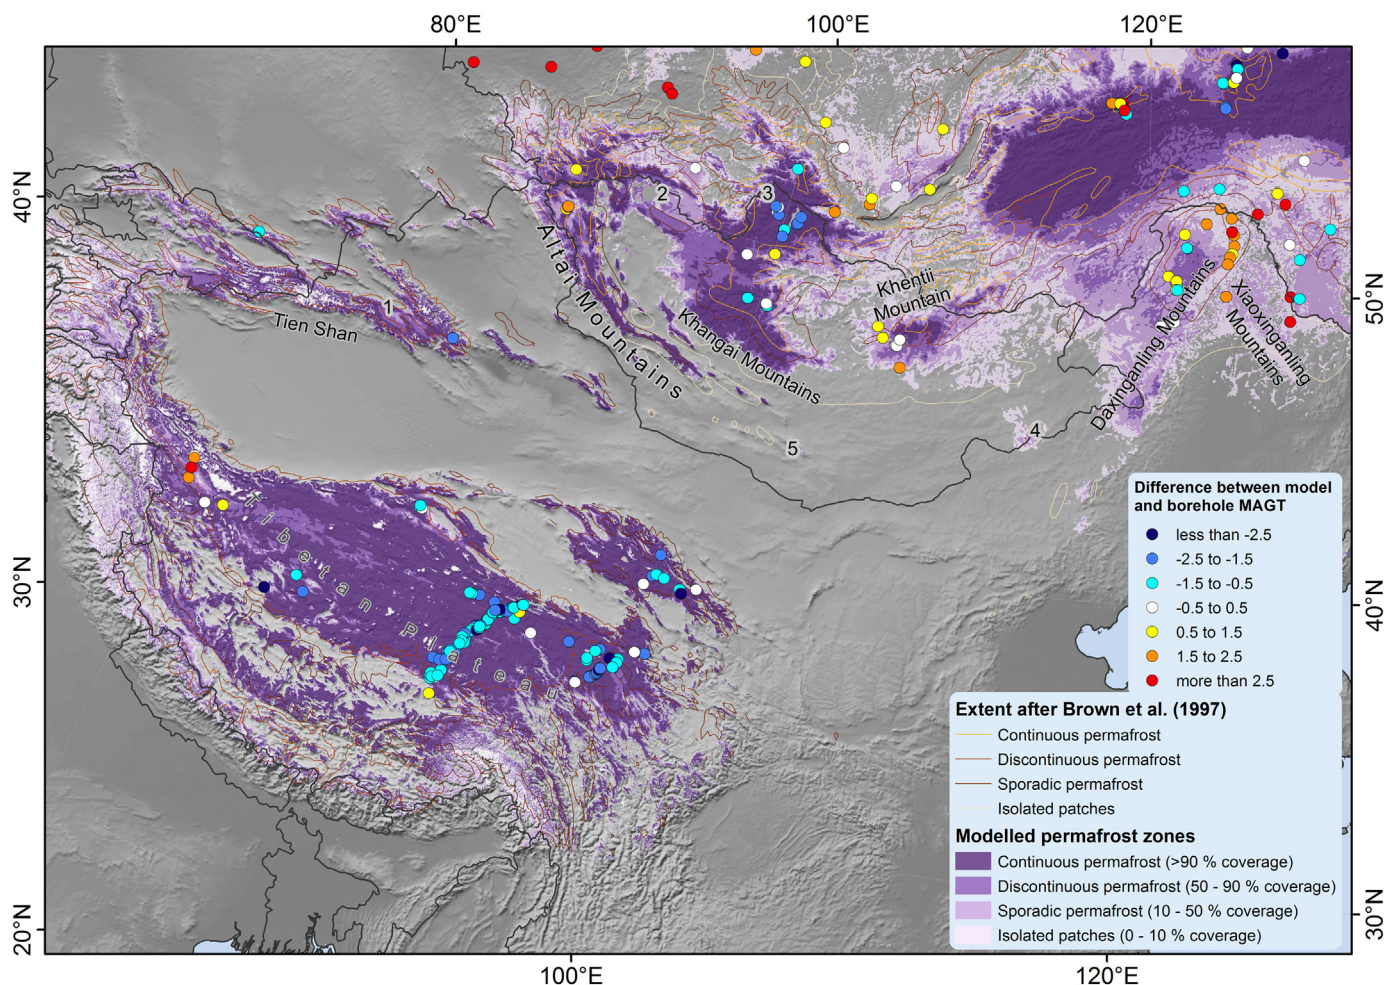 80°E 100°E 120°E
40°N
50°N
2
3
Altai Mountains
Khentii
Mountain
1
Tien Shan
Khangai Mountains
Daxinganling Mountains
Xiaoxinganling
Mountains
4
5
Tibetan Plateau
30°N
40°N
20°N
30°N
100°E 120°E
Difference between model
and borehole MAGT
less than -2.5
-2.5 to -1.5
-1.5 to -0.5
-0.5 to 0.5
0.5 to 1.5
1.5 to 2.5
more than 2.5
Extent after Brown et al. (1997)
Continuous permafrost
Discontinuous permafrost
Sporadic permafrost
Isolated patches
Modelled permafrost zones
Continuous permafrost (>90 % coverage)
Discontinuous permafrost (50 - 90 % coverage)
Sporadic permafrost (10 - 50 % coverage)
Isolated patches (0 - 10 % coverage)